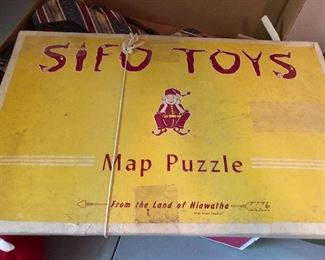 SIFO TOYS
Map Puzzle
From the Land of Hiawatha